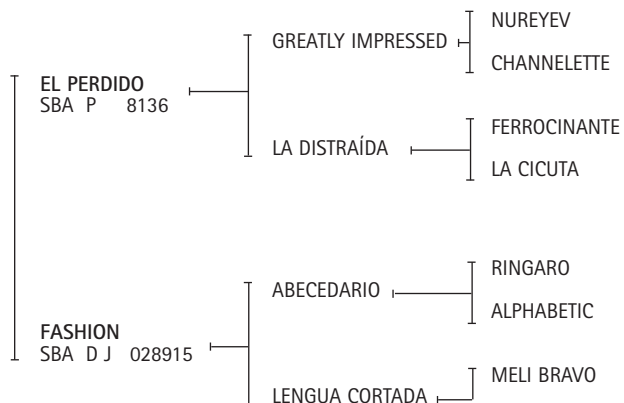 NUREYEV
GREATLY IMPRESSED
CHANNELETTE
EL PERDIDO
SBA P 8136
FERROCINANTE
LA DISTRAÍDA
LA CICUTA
RINGARO
ABECEDARIO
ALPHABETIC
FASHION
SBA D J 028915
MELI BRAVO
LENGUA CORTADA